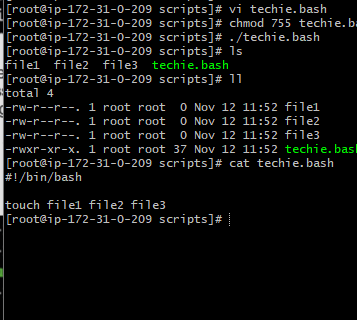 [root@ip-172-31-0-209 scripts]# vi techie.bash
[root@ip-172-31-0-209 scripts]# chmod 755 techie.ba
[root@ip-172-31-0-209 scripts]# ./techie.bash
[root@ip-172-31-0-209 scripts]# ls
file1  file2  file3  techie.bash
[root@ip-172-31-0-209 scripts]# ll
total 4
-rw-r--r--. 1 root root  0 Nov 12 11:52 file1
-rw-r--r--. 1 root root  0 Nov 12 11:52 file2
-rw-r--r--. 1 root root  0 Nov 12 11:52 file3
-rwxr-xr-x. 1 root root 37 Nov 12 11:52 techie.bash
[root@ip-172-31-0-209 scripts]# cat techie.bash
#!/bin/bash
touch file1 file2 file3
[root@ip-172-31-0-209 scripts]#